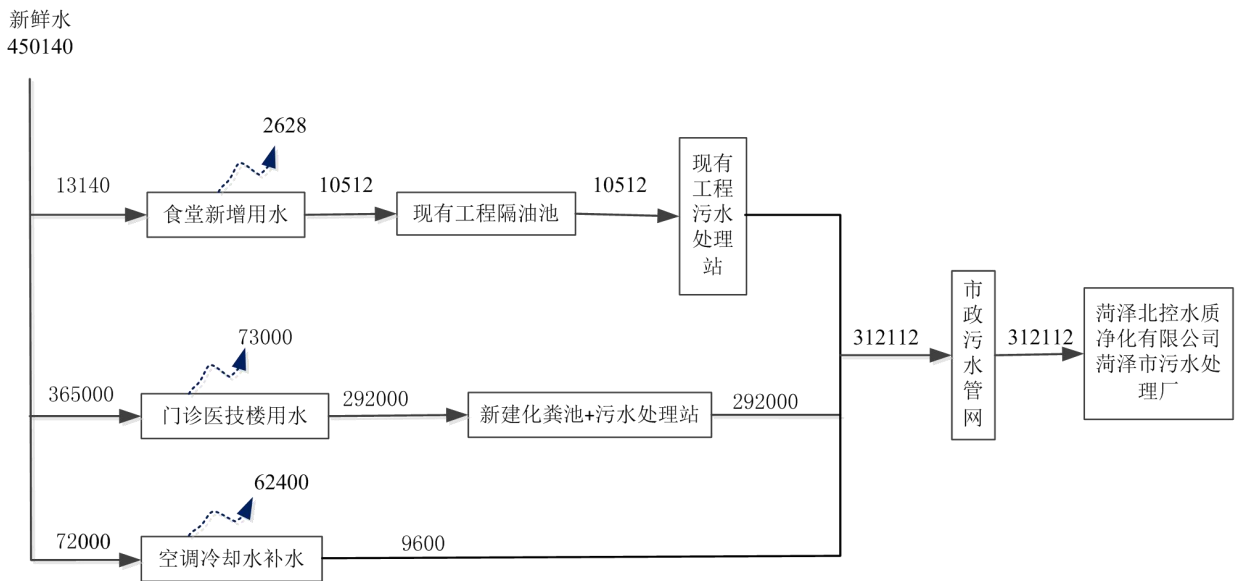 新鲜水
450140
2628
13140
食堂新增用水
10512
现有工程隔油池
10512
现有
工程
污水
处理
站
73000
365000
门诊医技楼用水
292000
新建化粪池+污水处理站
292000
62400
72000
空调冷却水补水
9600
312112
市
政
污
水
管
网
312112
菏泽北控水质
净化有限公司
菏泽市污水处
理厂